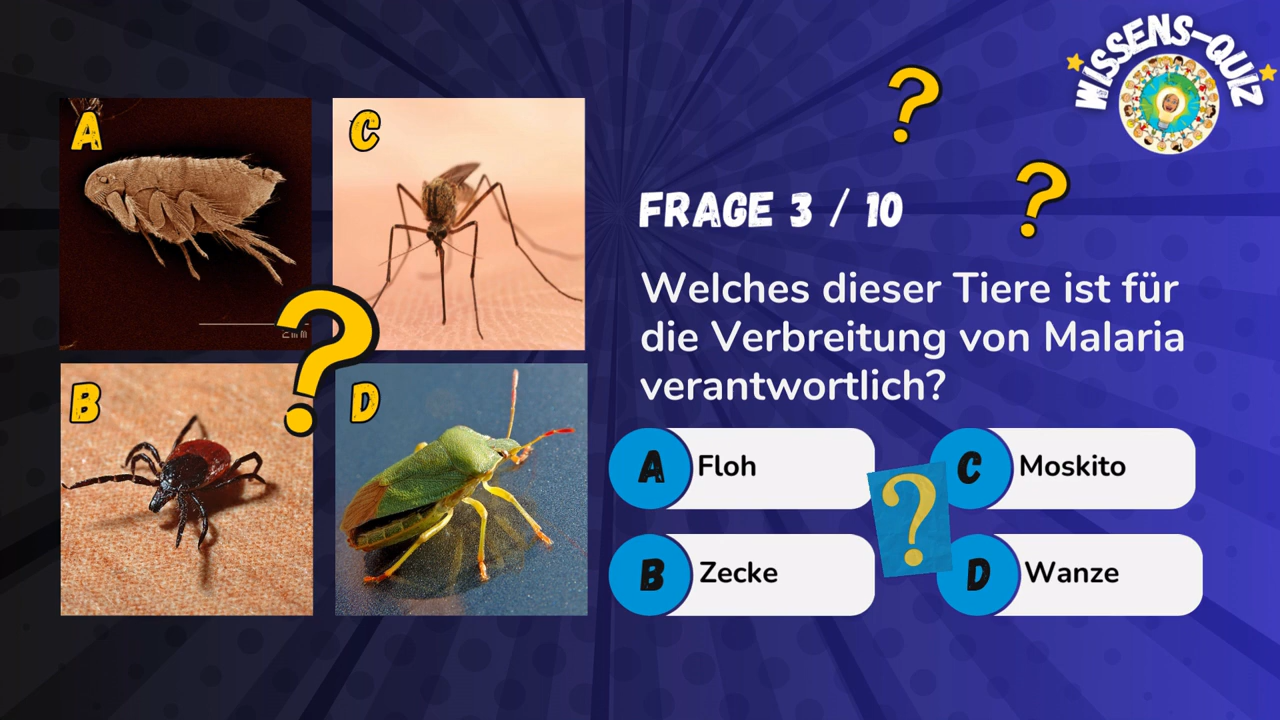 WISSENS-QUIZ
A
C
B
D
?
?
?
FRAGE 3 / 10
Welches dieser Tiere ist für
die Verbreitung von Malaria
verantwortlich?
A Floh
C Moskito
?
B Zecke
D Wanze